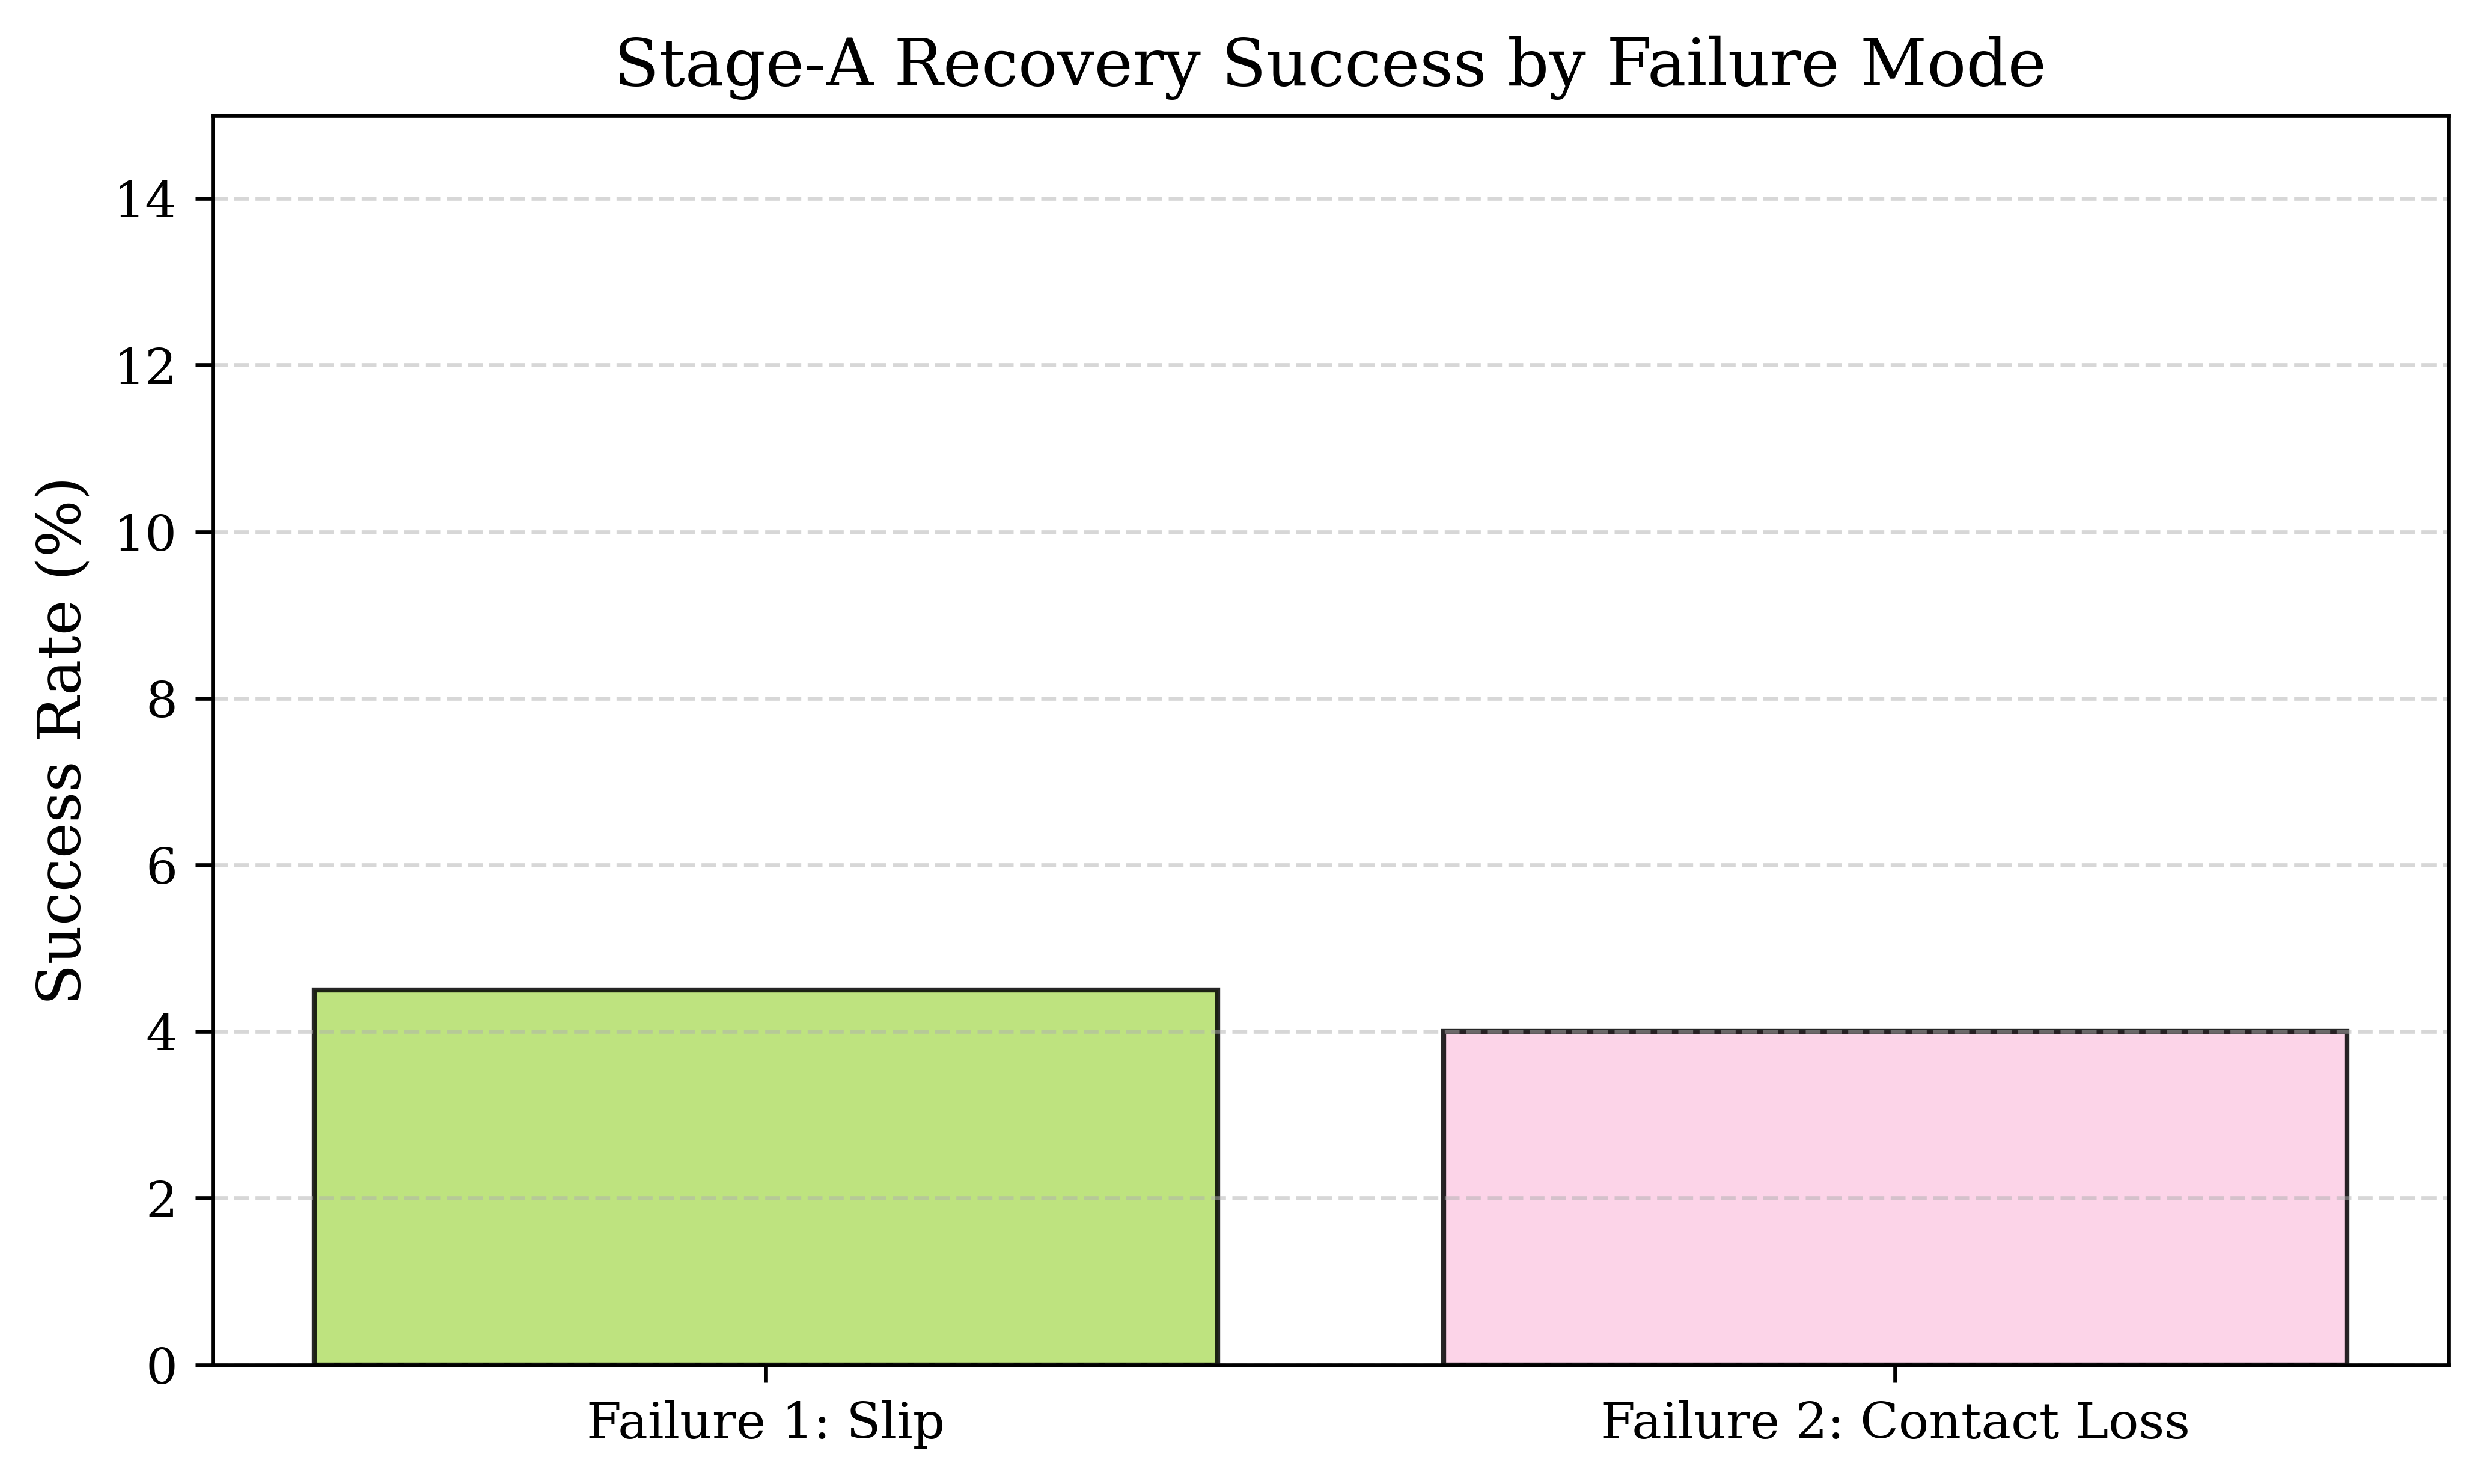 Stage-A Recovery Success by Failure Mode
Success Rate (%)
14
12
10
8
6
4
2
0
Failure 1: Slip
Failure 2: Contact Loss